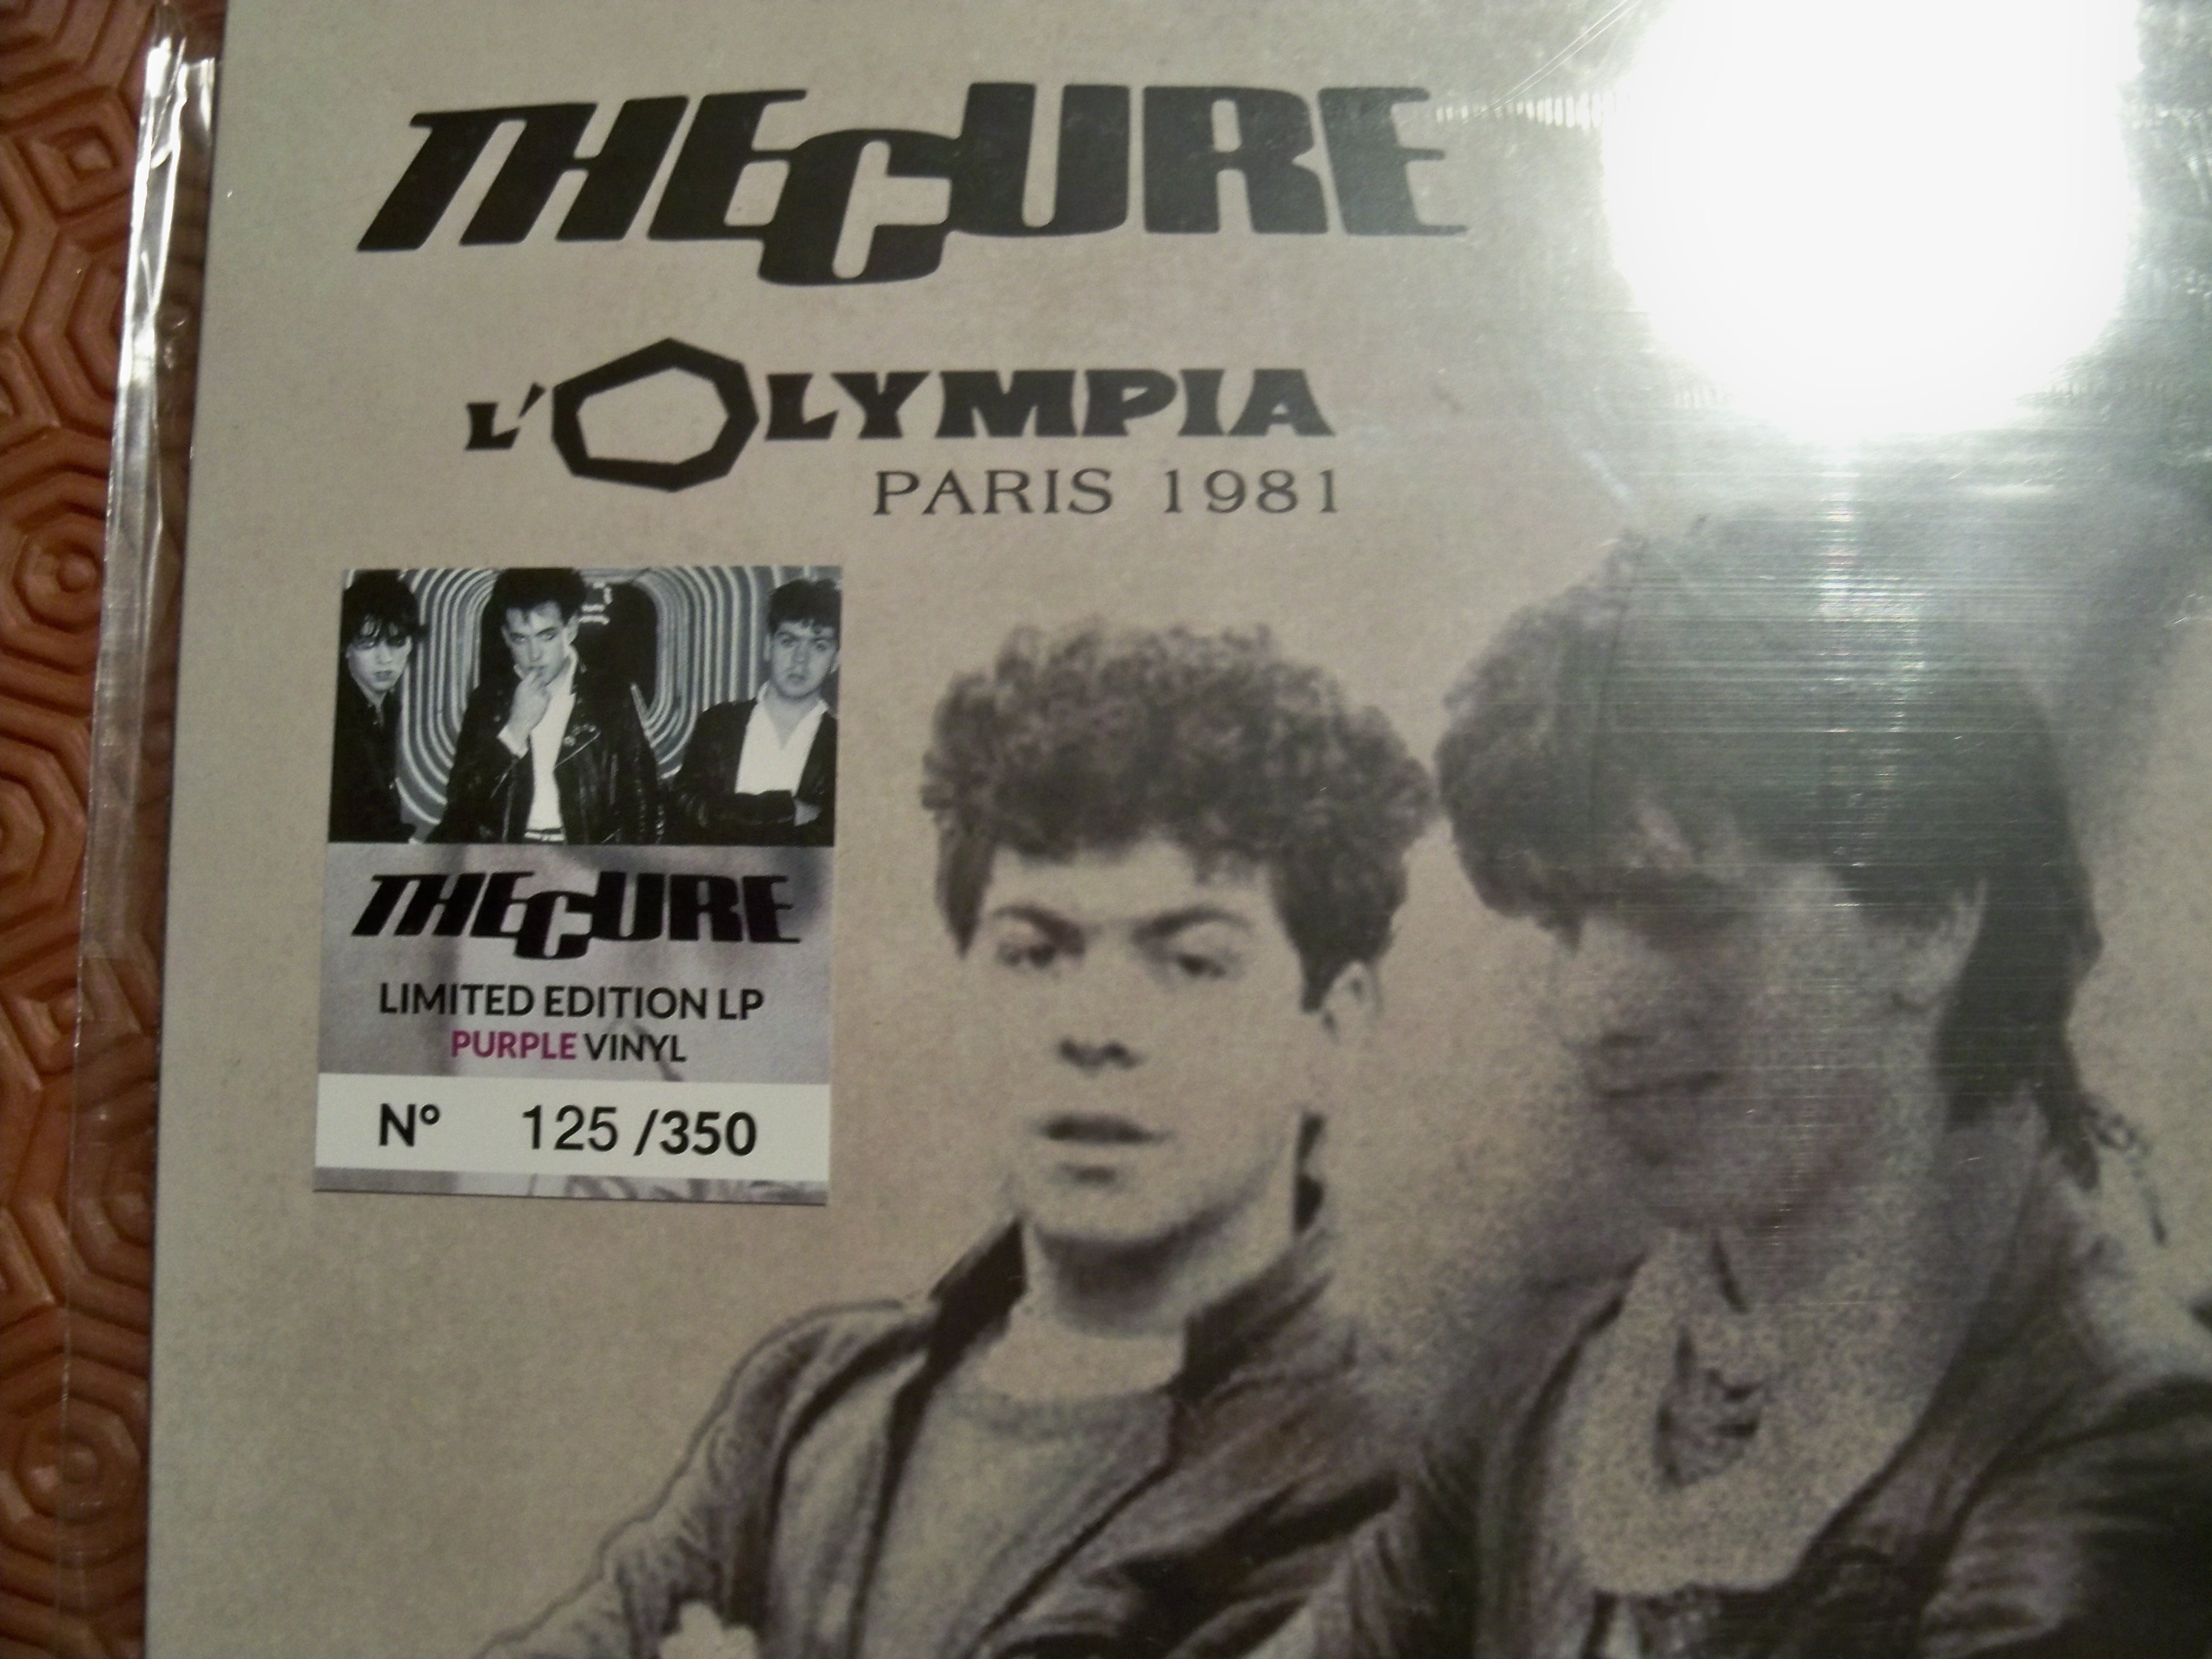 THE CURE
L'OLYMPIA
PARIS 1981
THE CURE
LIMITED EDITION LP
PURPLE VINYL
N° 125 /350